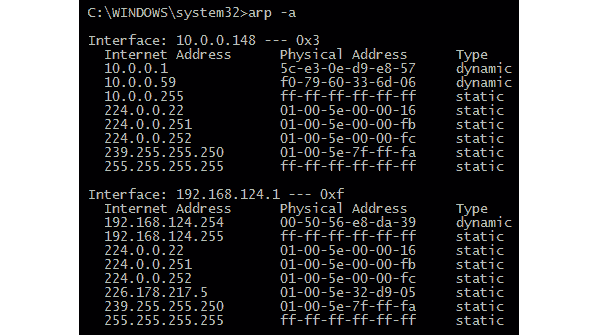 C:\WINDOWS\system32>arp -a
Interface: 10.0.0.148 --- 0x3
Internet Address Physical Address Type
10.0.0.1 5c-e3-0e-d9-e8-57 dynamic
10.0.0.59 f0-79-60-33-6d-06 dynamic
10.0.0.255 ff-ff-ff-ff-ff-ff static
224.0.0.22 01-00-5e-00-00-16 static
224.0.0.251 01-00-5e-00-00-fb static
224.0.0.252 01-00-5e-00-00-fc static
239.255.255.250 01-00-5e-7f-ff-fa static
255.255.255.255 ff-ff-ff-ff-ff-ff static
Interface: 192.168.124.1 --- 0xf
Internet Address Physical Address Type
192.168.124.254 00-50-56-e8-da-39 dynamic
192.168.124.255 ff-ff-ff-ff-ff-ff static
224.0.0.22 01-00-5e-00-00-16 static
224.0.0.251 01-00-5e-00-00-fb static
224.0.0.252 01-00-5e-00-00-fc static
226.178.217.5 01-00-5e-32-d9-05 static
239.255.255.250 01-00-5e-7f-ff-fa static
255.255.255.255 ff-ff-ff-ff-ff-ff static